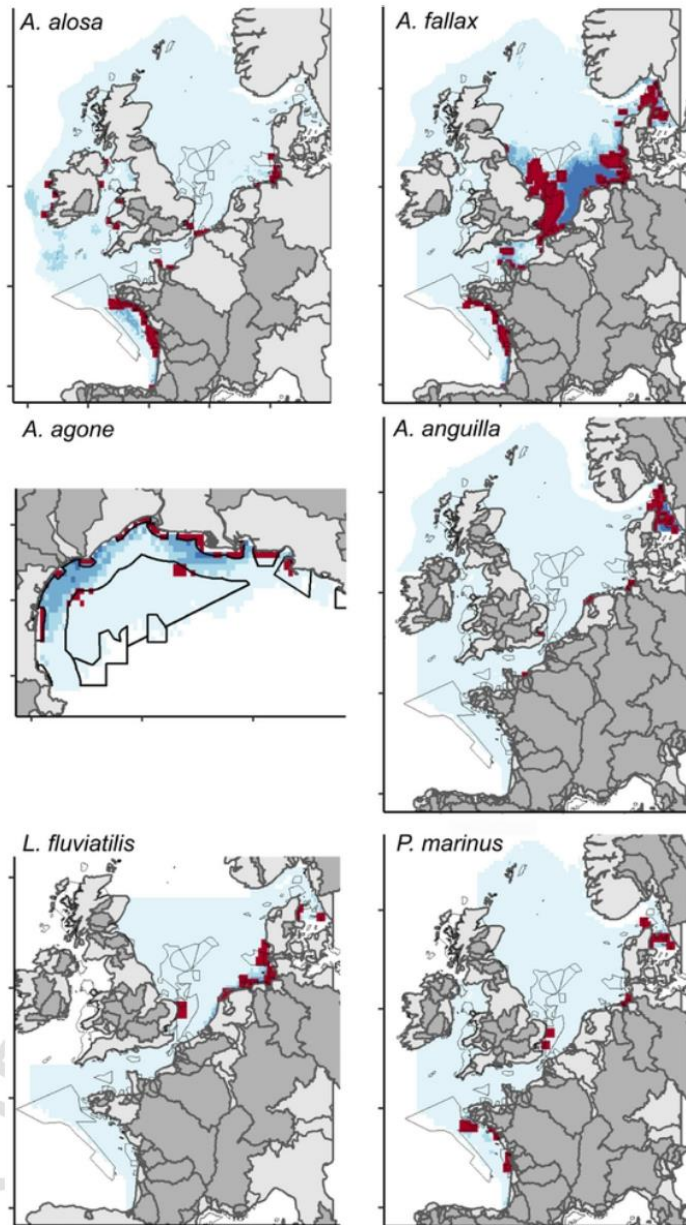 A. alosa
A. fallax
A. agone
A. anguilla
L. fluviatilis
P. marinus